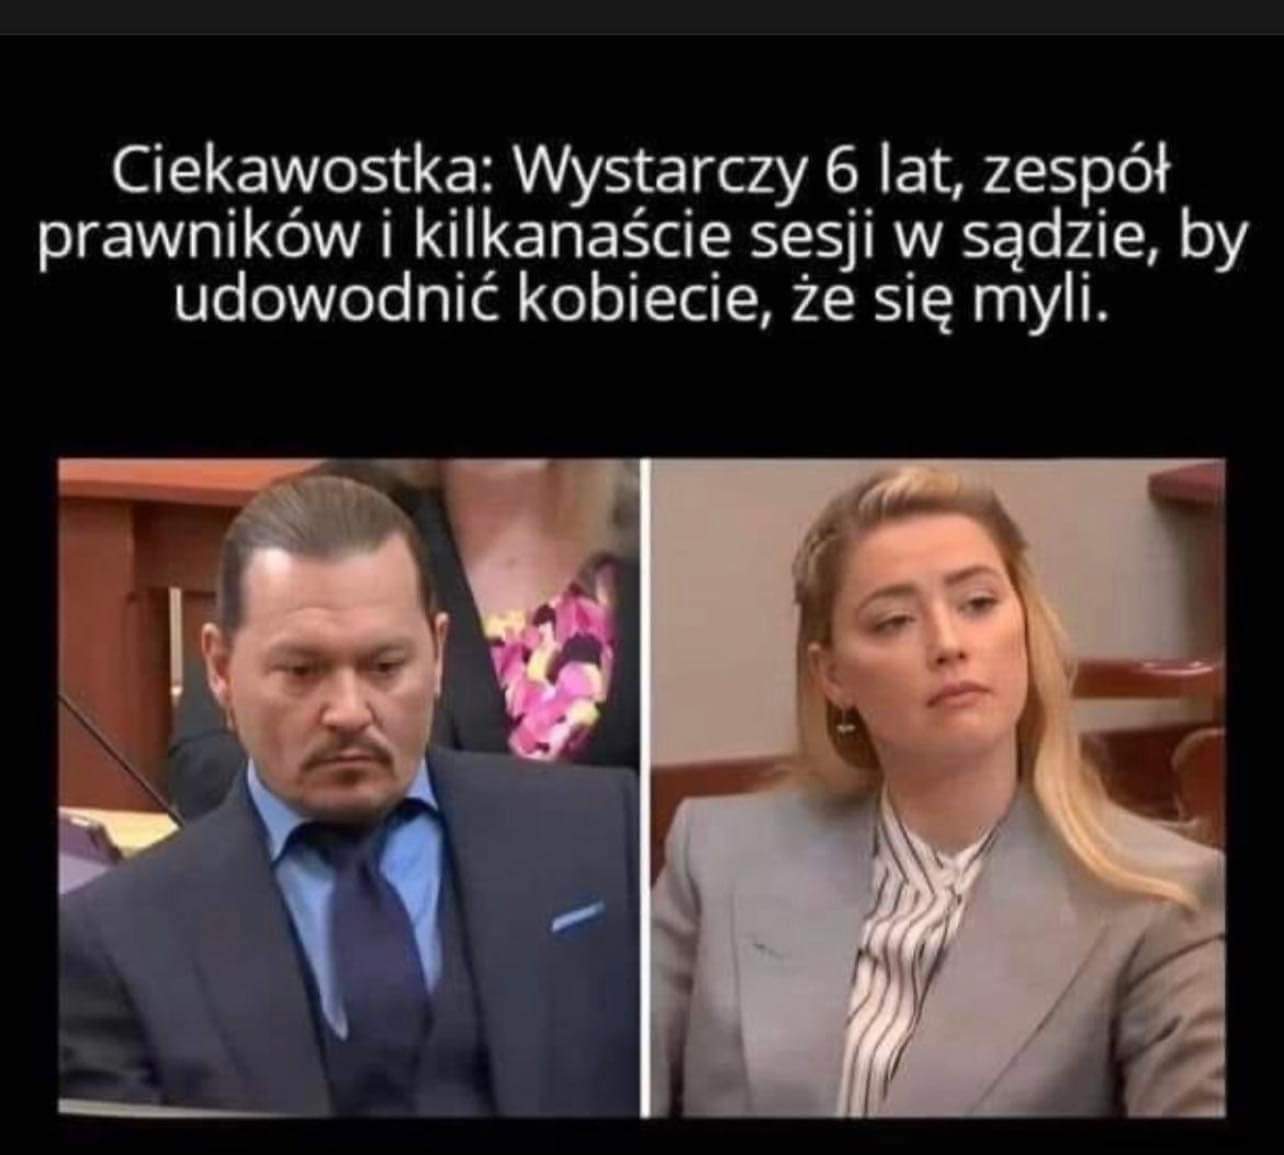 Ciekawostka: Wystarczy 6 lat, zespół
prawników i kilkanaście sesji w sądzie, by
udowodnić kobiecie, że się myli.